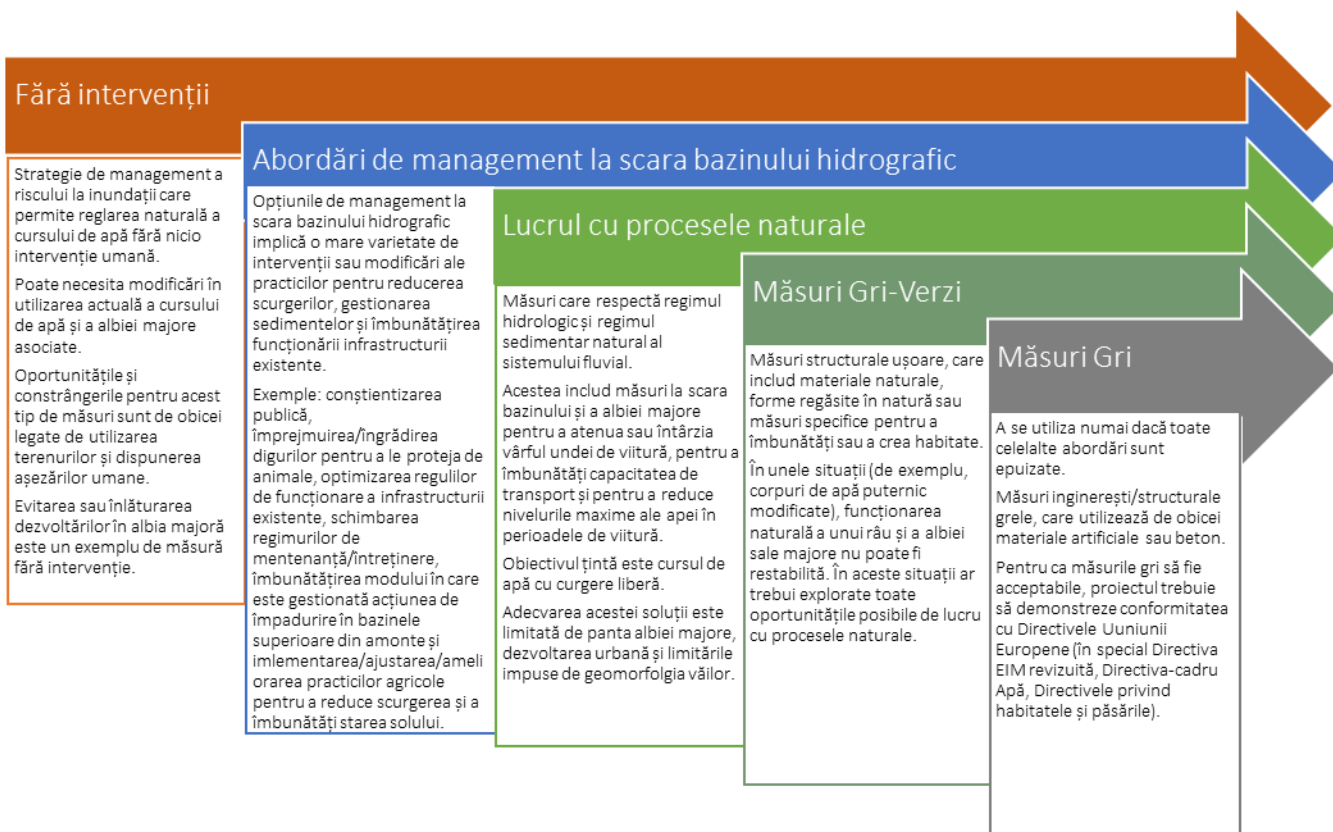 Fără intervenții
Strategie de management a
riscului la inundații care
permite reglarea naturală a
cursului de apă fără nicio
intervenție umană.
Poate necesita modificări în
utilizarea actuală a cursului
de apă și a albiei majore
asociate.
Oportunitățile și
constrângerile pentru acest
tip de măsuri sunt de obicei
legate de utilizarea
terenurilor și dispunerea
așezărilor umane.
Evitarea sau înlăturarea
dezvoltărilor în albia majoră
este un exemplu de măsură
fără intervenție.
Abordări de management la scara bazinului hidrografic
Opțiunile de management la
scara bazinului hidrografic
implică o mare varietate de
intervenții sau modificări ale
practicilor pentru reducerea
scurgerilor, gestionarea
sedimentelor și îmbunătățirea
funcționării infrastructurii
existente.
Exemple: conștientizarea
publică,
împrejmuirea/îngrădirea
digurilor pentru a le proteja de
animale, optimizarea regulilor
de funcționare a infrastructurii
existente, schimbarea
regimurilor de
mentenanță/întreținere,
îmbunătățirea modului în care
este gestionată acțiunea de
împadurire în bazinele
superioare din amonte și
imlementarea/ajustarea/ameli
orarea practicilor agricole
pentru a reduce scurgerea și a
îmbunătăți starea solului.
Lucrul cu procesele naturale
Măsuri care respectă regimul
hidrologic și regimul
sedimentar natural al
sistemului fluvial.
Acestea includ măsuri la scara
bazinului și a albiei majore
pentru a atenua sau întârzia
vârful undei de viitură, pentru a
îmbunătăți capacitatea de
transport și pentru a reduce
nivelurile maxime ale apei în
perioadele de viitură.
Obiectivul țintă este cursul de
apă cu curgere liberă.
Adecvarea acestei soluții este
limitată de panta albiei majore,
dezvoltarea urbană și limitările
impuse de geomorfolgia văilor.
Măsuri Gri-Verzi
Măsuri structurale ușoare, care
includ materiale naturale,
forme regăsite în natură sau
măsuri specifice pentru a
îmbunătăți sau a crea habitate.
În unele situații (de exemplu,
corpuri de apă puternic
modificate), funcționarea
naturală a unui râu și a albiei
sale majore nu poate fi
restabilită. În aceste situații ar
trebui explorate toate
oportunitățile posibile de lucru
cu procesele naturale.
Măsuri Gri
A se utiliza numai dacă toate
celelalte abordări sunt
epuizate.
Măsuri inginerești/structurale
grele, care utilizează de obicei
materiale artificiale sau beton.
Pentru ca măsurile gri să fie
acceptabile, proiectul trebuie
să demonstreze conformitatea
cu Directivele Uuniunii
Europene (în special Directiva
EIM revizuită, Directiva-cadru
Apă, Directivele privind
habitatele și păsările).